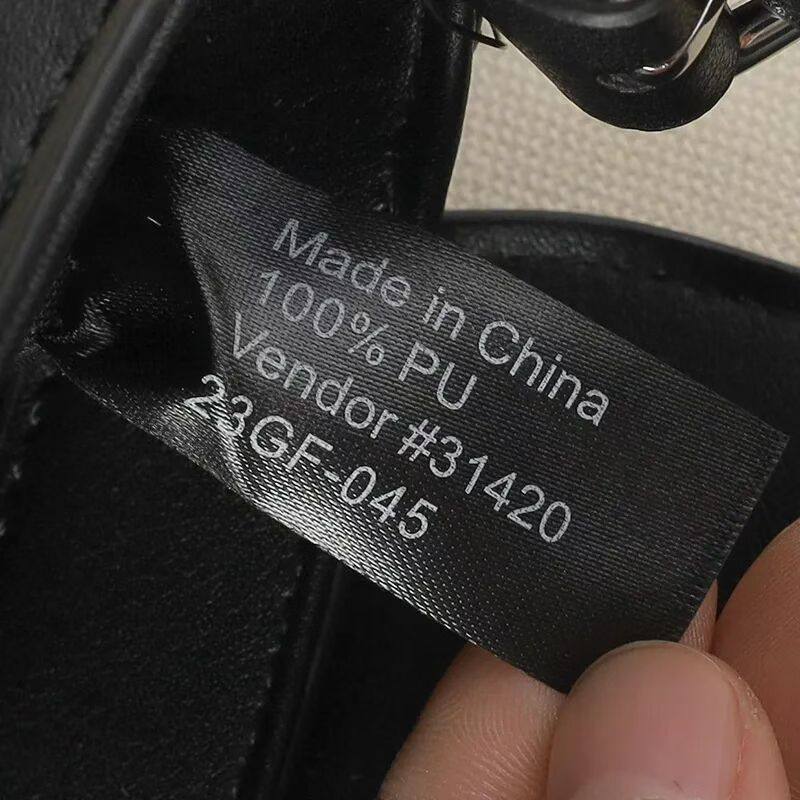 Made in China
100% PU
Vendor #31420
23GF-045